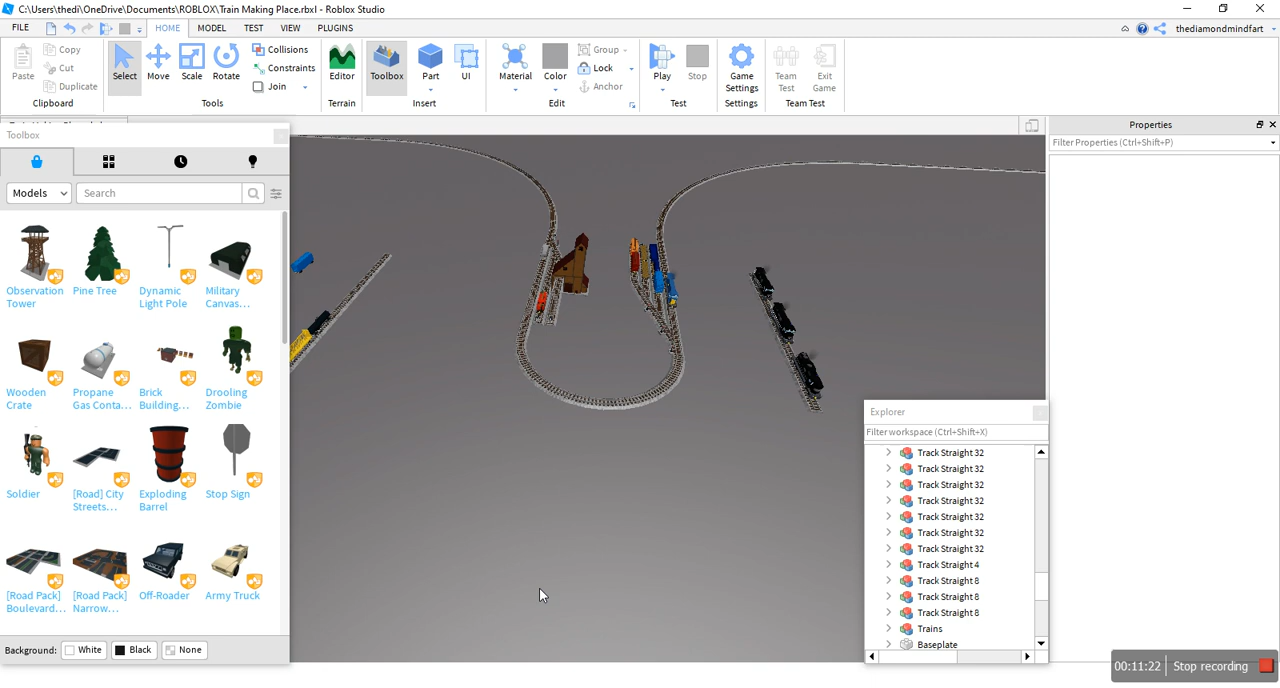 C:\Users\thedi\OneDrive\Documents\ROBLOX\Train Making Place.rbxl - Roblox Studio
FILE HOME MODEL TEST VIEW PLUGINS thediamondmindfart
Paste Copy Cut Duplicate Select Move Scale Rotate Collisions Constraints Join Editor Toolbox Part UI Material Color Group Lock Anchor Play Stop Game Settings Team Test Exit Game
Clipboard Tools Terrain Insert Edit Test Settings Team Test
Toolbox
Models Search
Observation Tower
Pine Tree
Dynamic Light Pole
Military Canvas...
Wooden Crate
Propane Gas Conta...
Brick Building...
Drooling Zombie
Soldier
[Road] City Streets...
Exploding Barrel
Stop Sign
[Road Pack] Boulevard...
[Road Pack] Narrow...
Off-Roader
Army Truck
Background: White Black None
Properties
Filter Properties (Ctrl+Shift+P)
Explorer
Filter workspace (Ctrl+Shift+X)
Track Straight 32
Track Straight 32
Track Straight 32
Track Straight 32
Track Straight 32
Track Straight 32
Track Straight 32
Track Straight 4
Track Straight 8
Track Straight 8
Track Straight 8
Trains
Baseplate
00:11:22 Stop recording